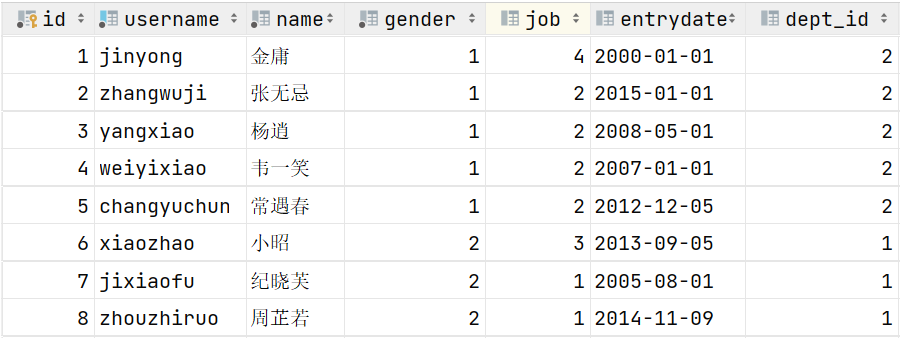 id username name gender job entrydate dept_id
1 jinyong 金庸 1 4 2000-01-01 2
2 zhangwuji 张无忌 1 2 2015-01-01 2
3 yangxiao 杨逍 1 2 2008-05-01 2
4 weiyixiao 韦一笑 1 2 2007-01-01 2
5 changyuchun 常遇春 1 2 2012-12-05 2
6 xiaozhao 小昭 2 3 2013-09-05 1
7 jixiaofu 纪晓芙 2 1 2005-08-01 1
8 zhouzhiruo 周芷若 2 1 2014-11-09 1